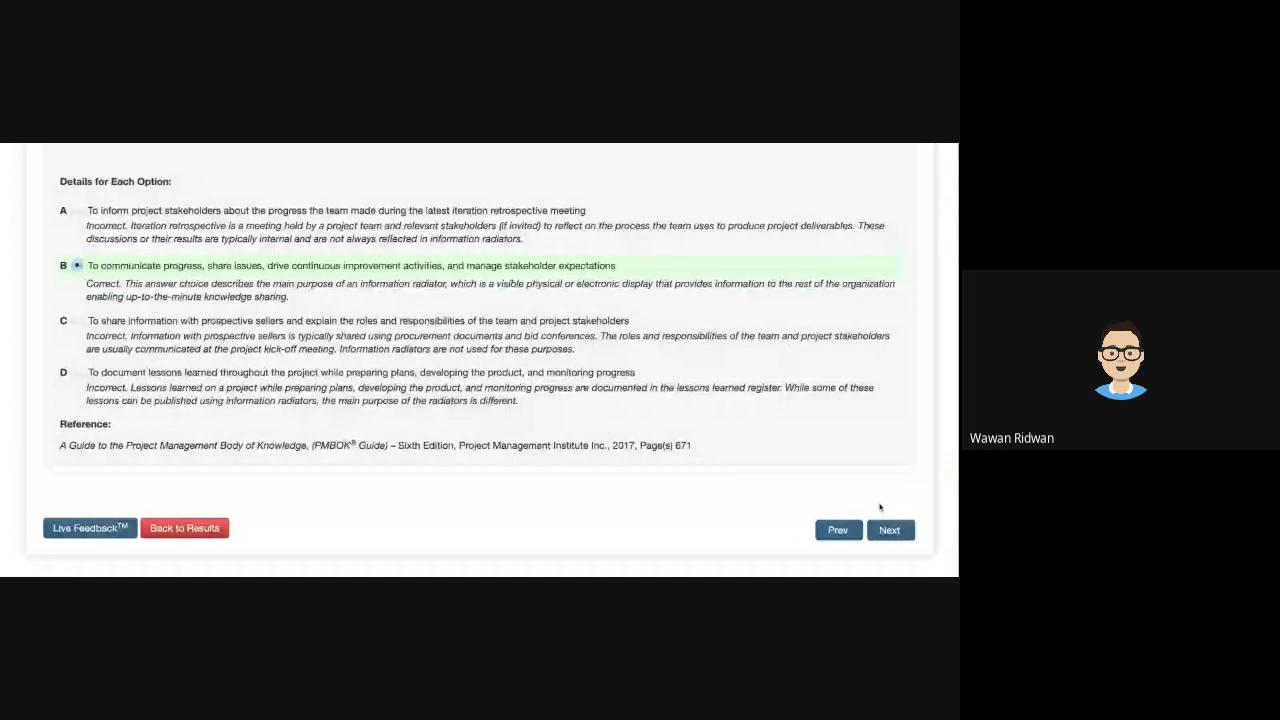 Details for Each Option:
A To inform project stakeholders about the progress the team made during the latest iteration retrospective meeting
Incorrect. Iteration retrospective is a meeting held by a project team and relevant stakeholders (if invited) to reflect on the process the team uses to produce project deliverables. These
discussions or their results are typically internal and are not always reflected in information radiators.
B To communicate progress, share issues, drive continuous improvement activities, and manage stakeholder expectations
Correct. This answer choice describes the main purpose of an information radiator, which is a visible physical or electronic display that provides information to the rest of the organization
enabling up-to-the-minute knowledge sharing.
C To share information with prospective sellers and explain the roles and responsibilities of the team and project stakeholders
Incorrect. Information with prospective sellers is typically shared using procurement documents and bid conferences. The roles and responsibilities of the team and project stakeholders
are usually communicated at the project kick-off meeting. Information radiators are not used for these purposes.
D To document lessons learned throughout the project while preparing plans, developing the product, and monitoring progress
Incorrect. Lessons learned on a project while preparing plans, developing the product, and monitoring progress are documented in the lessons learned register. While some of these
lessons can be published using information radiators, the main purpose of the radiators is different.
Reference:
A Guide to the Project Management Body of Knowledge, (PMBOK® Guide) – Sixth Edition, Project Management Institute Inc., 2017, Page(s) 671
Live Feedback™ Back to Results
Prev Next
Wawan Ridwan